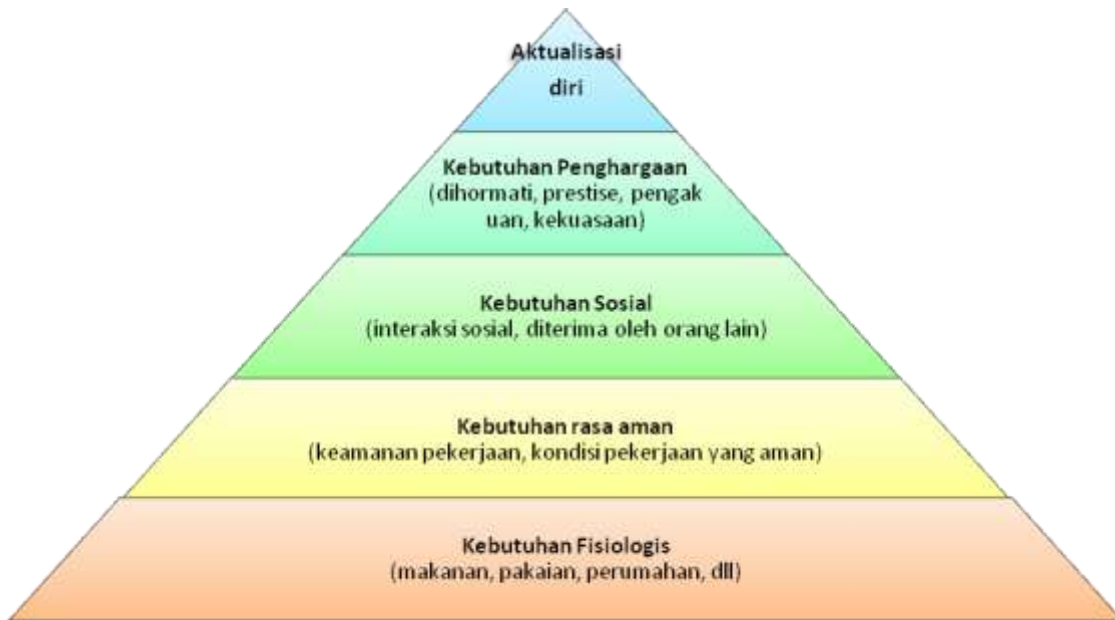 Aktualisasi
diri
Kebutuhan Penghargaan
(dihormati, prestise, pengak
uan, kekuasaan)
Kebutuhan Sosial
(interaksi sosial, diterima oleh orang lain)
Kebutuhan rasa aman
(keamanan pekerjaan, kondisi pekerjaan yang aman)
Kebutuhan Fisiologis
(makanan, pakaian, perumahan, dll)